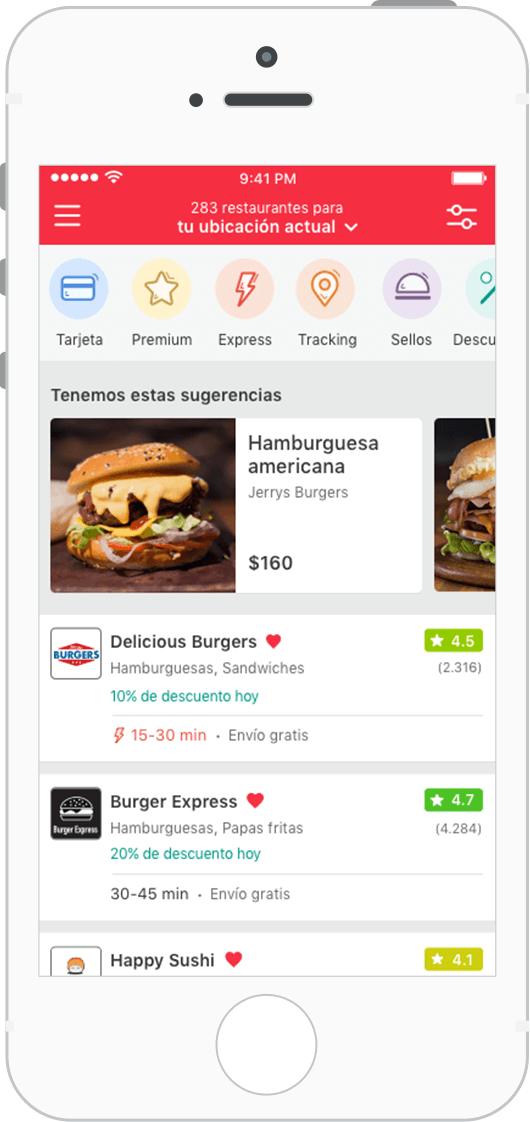 9:41 PM
283 restaurantes para
tu ubicación actual
Tarjeta
Premium
Express
Tracking
Sellos
Descu
Tenemos estas sugerencias
Hamburguesa
americana
Jerrys Burgers
$160
BURGERS
Delicious Burgers
4.5
Hamburguesas, Sandwiches
(2.316)
10% de descuento hoy
15-30 min · Envío gratis
Burger Express
Burger Express
4.7
Hamburguesas, Papas fritas
(4.284)
20% de descuento hoy
30-45 min · Envío gratis
Happy Sushi
4.1